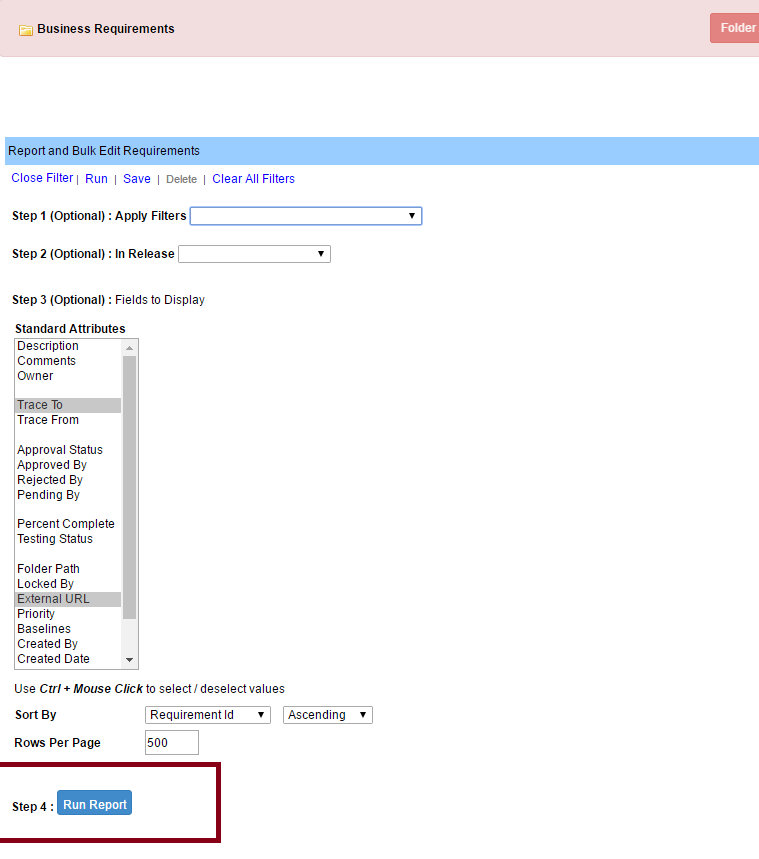 Business Requirements
Folder
Report and Bulk Edit Requirements
Close Filter | Run | Save | Delete | Clear All Filters
Step 1 (Optional) : Apply Filters
Step 2 (Optional) : In Release
Step 3 (Optional) : Fields to Display
Standard Attributes
Description
Comments
Owner
Trace To
Trace From
Approval Status
Approved By
Rejected By
Pending By
Percent Complete
Testing Status
Folder Path
Locked By
External URL
Priority
Baselines
Created By
Created Date
Use Ctrl + Mouse Click to select / deselect values
Sort By Requirement Id Ascending
Rows Per Page 500
Step 4 : Run Report